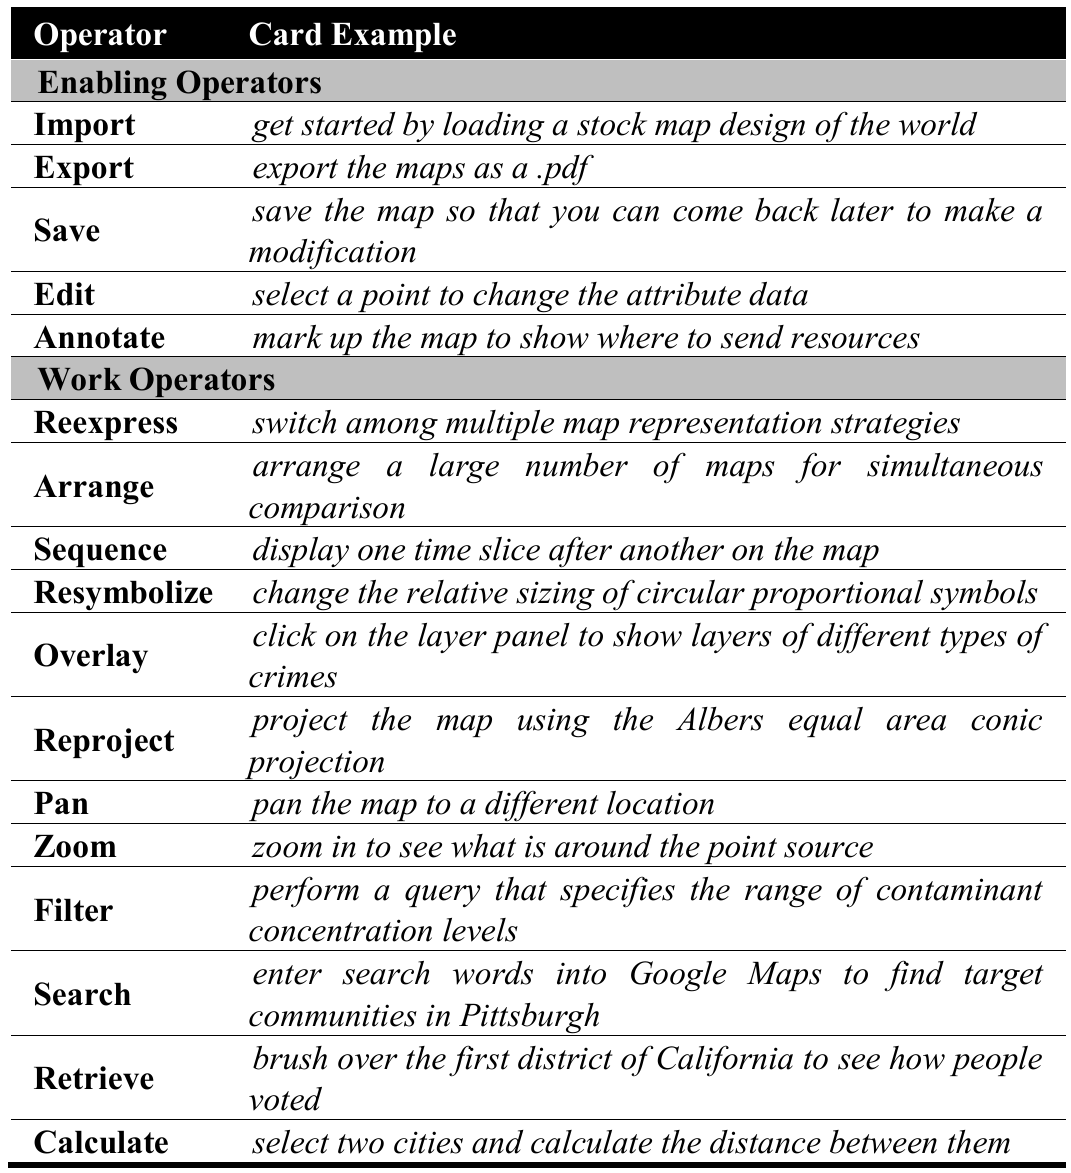 Operator Card Example
Enabling Operators
Import get started by loading a stock map design of the world
Export export the maps as a .pdf
Save save the map so that you can come back later to make a
modification
Edit select a point to change the attribute data
Annotate mark up the map to show where to send resources
Work Operators
Reexpress switch among multiple map representation strategies
Arrange arrange a large number of maps for simultaneous
comparison
Sequence display one time slice after another on the map
Resymbolize change the relative sizing of circular proportional symbols
Overlay click on the layer panel to show layers of different types of
crimes
Reproject project the map using the Albers equal area conic
projection
Pan pan the map to a different location
Zoom zoom in to see what is around the point source
Filter perform a query that specifies the range of contaminant
concentration levels
Search enter search words into Google Maps to find target
communities in Pittsburgh
Retrieve brush over the first district of California to see how people
voted
Calculate select two cities and calculate the distance between them